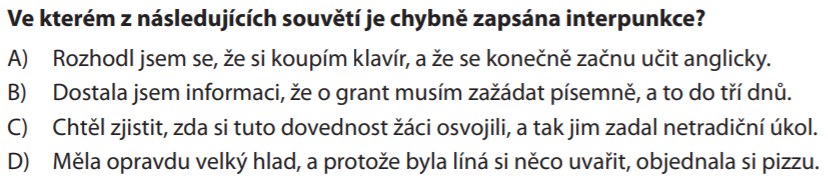 Ve kterém z následujících souvětí je chybně zapsána interpunkce?
A) Rozhodl jsem se, že si koupím klavír, a že se konečně začnu učit anglicky.
B) Dostala jsem informaci, že o grant musím zažádat písemně, a to do tří dnů.
C) Chtěl zjistit, zda si tuto dovednost žáci osvojili, a tak jim zadal netradiční úkol.
D) Měla opravdu velký hlad, a protože byla líná si něco uvařit, objednala si pizzu.